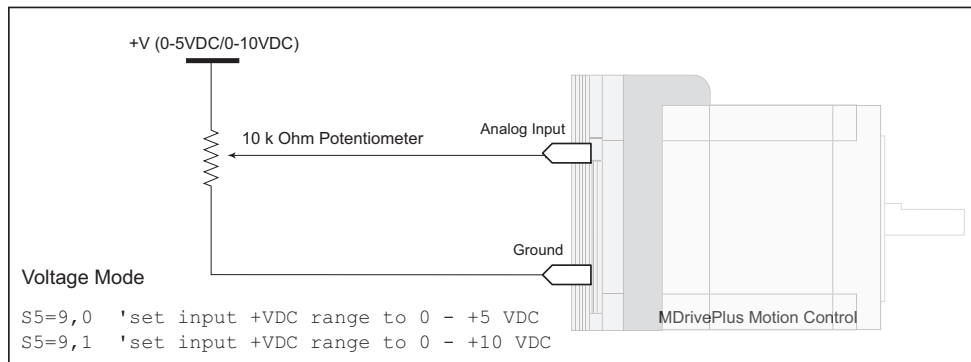 +V (0-5VDC/0-10VDC)
10 k Ohm Potentiometer
Analog Input
Ground
Voltage Mode
S5=9,0 'set input +VDC range to 0 - +5 VDC
S5=9,1 'set input +VDC range to 0 - +10 VDC
MDrivePlus Motion Control